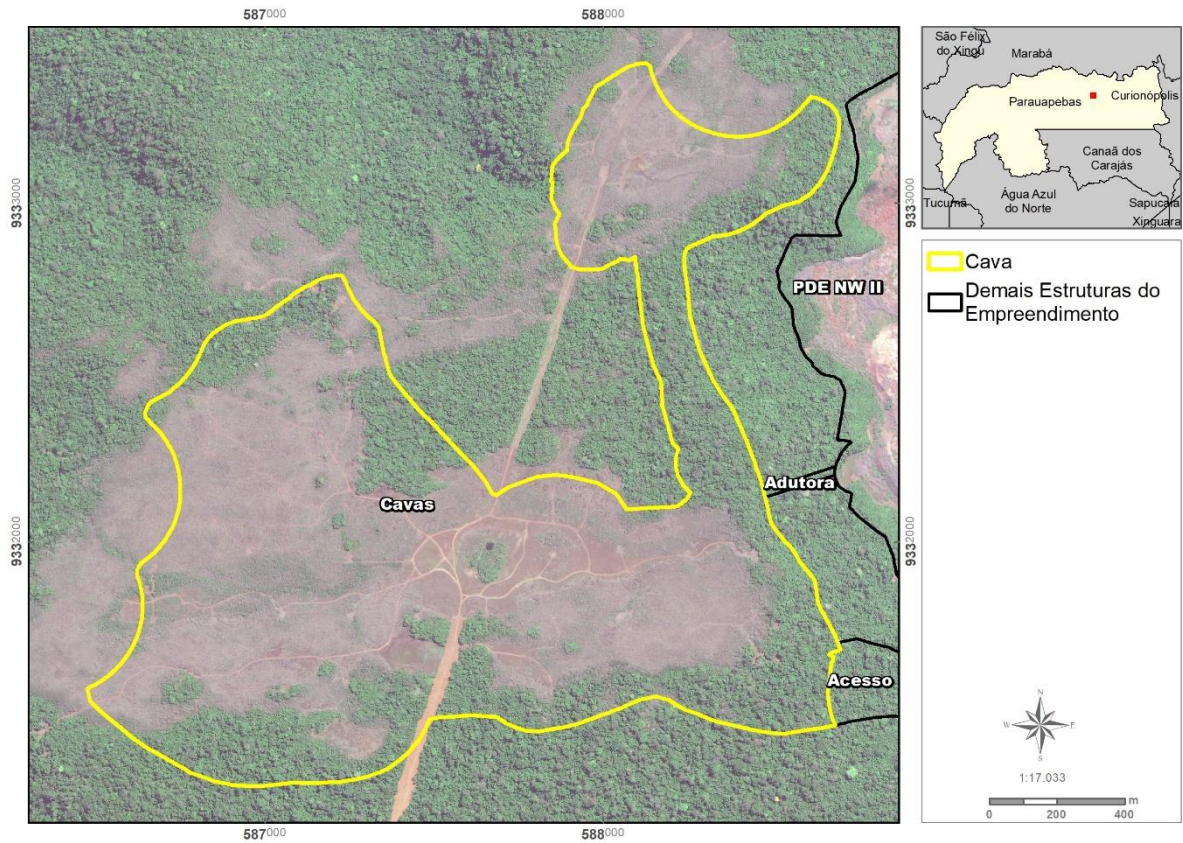 587000
588000
9333000
9333000
9332000
9332000
PDE NW II
Adutora
Cavas
Acesso
587000
588000
São Félix
do Xingu
Marabá
Parauapebas
Curionópolis
Canaã dos
Carajás
Água Azul
do Norte
Tucumã
Sapucaia
Xinguara
Cava
Demais Estruturas do
Empreendimento
N
W
E
S
1:17.033
m
0
200
400